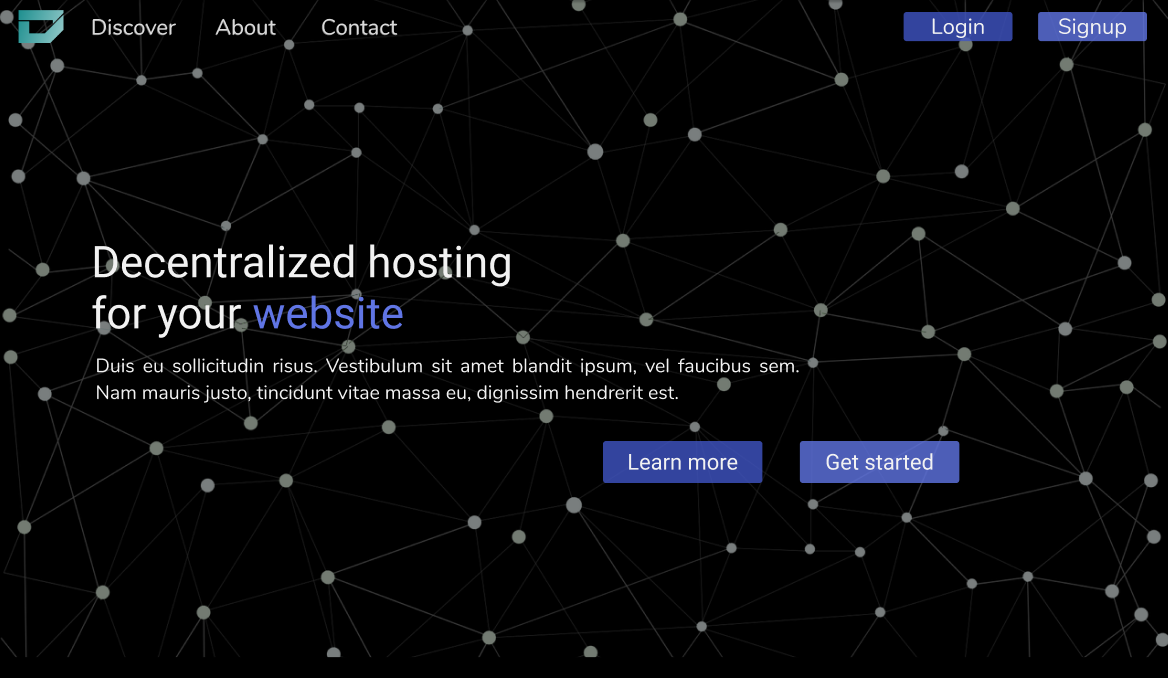 Discover About Contact Login Signup
Decentralized hosting
for your website
Duis eu sollicitudin risus. Vestibulum sit amet blandit ipsum, vel faucibus sem.
Nam mauris justo, tincidunt vitae massa eu, dignissim hendrerit est.
Learn more Get started